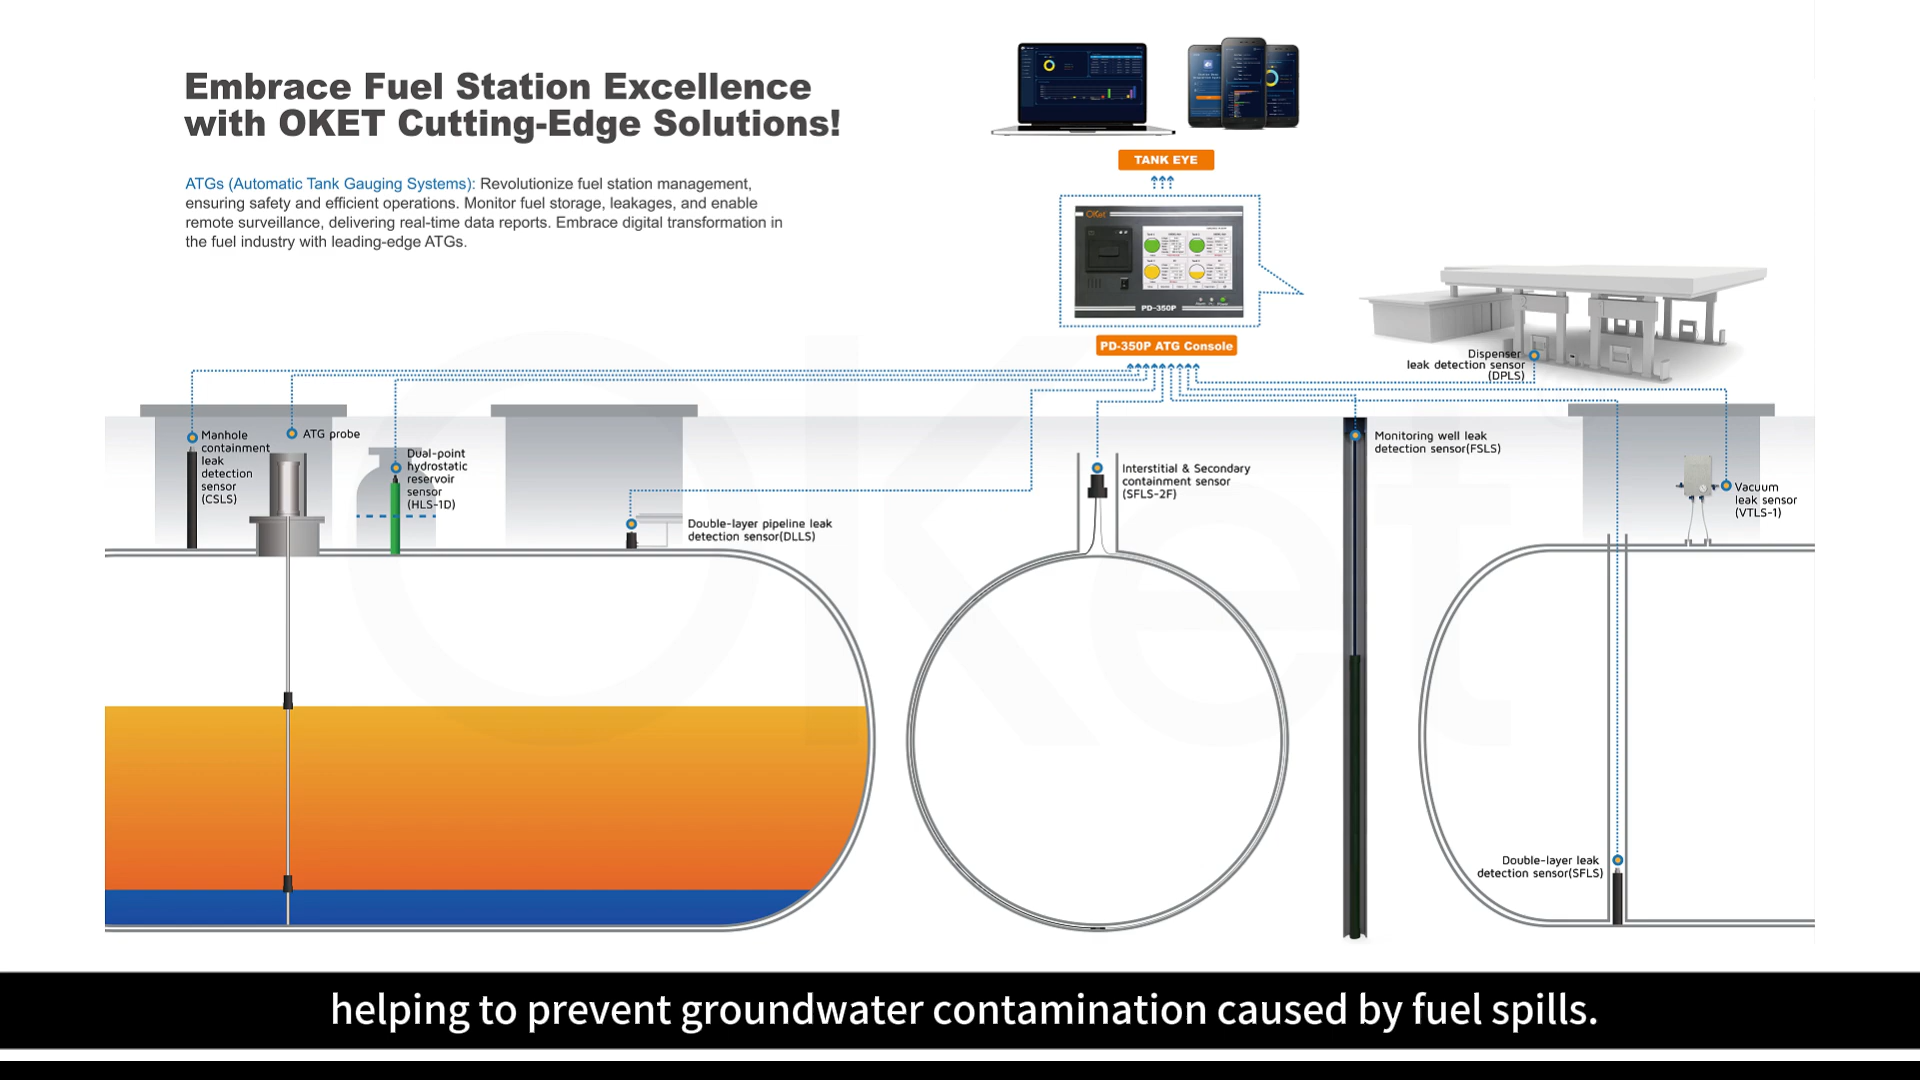 Embrace Fuel Station Excellence
with OKET Cutting-Edge Solutions!
ATGs (Automatic Tank Gauging Systems): Revolutionize fuel station management,
ensuring safety and efficient operations. Monitor fuel storage, leakages, and enable
remote surveillance, delivering real-time data reports. Embrace digital transformation in
the fuel industry with leading-edge ATGs.
TANK EYE
OKet
PD-350P
PD-350P ATG Console
Dispenser
leak detection sensor
(DPLS)
Manhole
containment
leak
detection
sensor
(CSLS)
ATG probe
Dual-point
hydrostatic
reservoir
sensor
(HLS-1D)
Double-layer pipeline leak
detection sensor(DLLS)
Interstitial & Secondary
containment sensor
(SFLS-2F)
Monitoring well leak
detection sensor(FSLS)
Vacuum
leak sensor
(VTLS-1)
Double-layer leak
detection sensor(SFLS)
OKet
helping to prevent groundwater contamination caused by fuel spills.